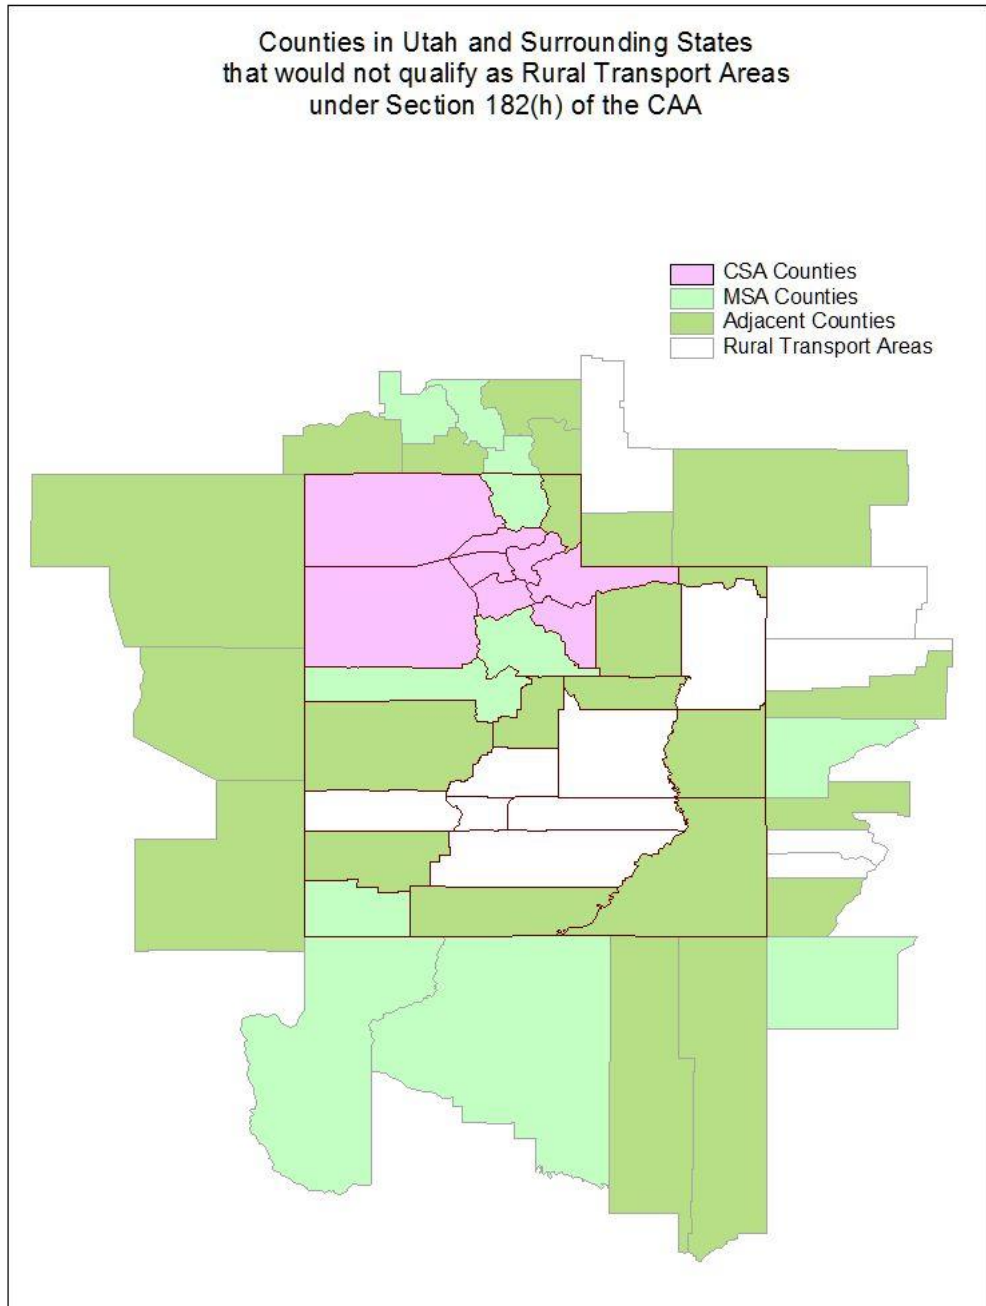 Counties in Utah and Surrounding States
that would not qualify as Rural Transport Areas
under Section 182(h) of the CAA
CSA Counties
MSA Counties
Adjacent Counties
Rural Transport Areas